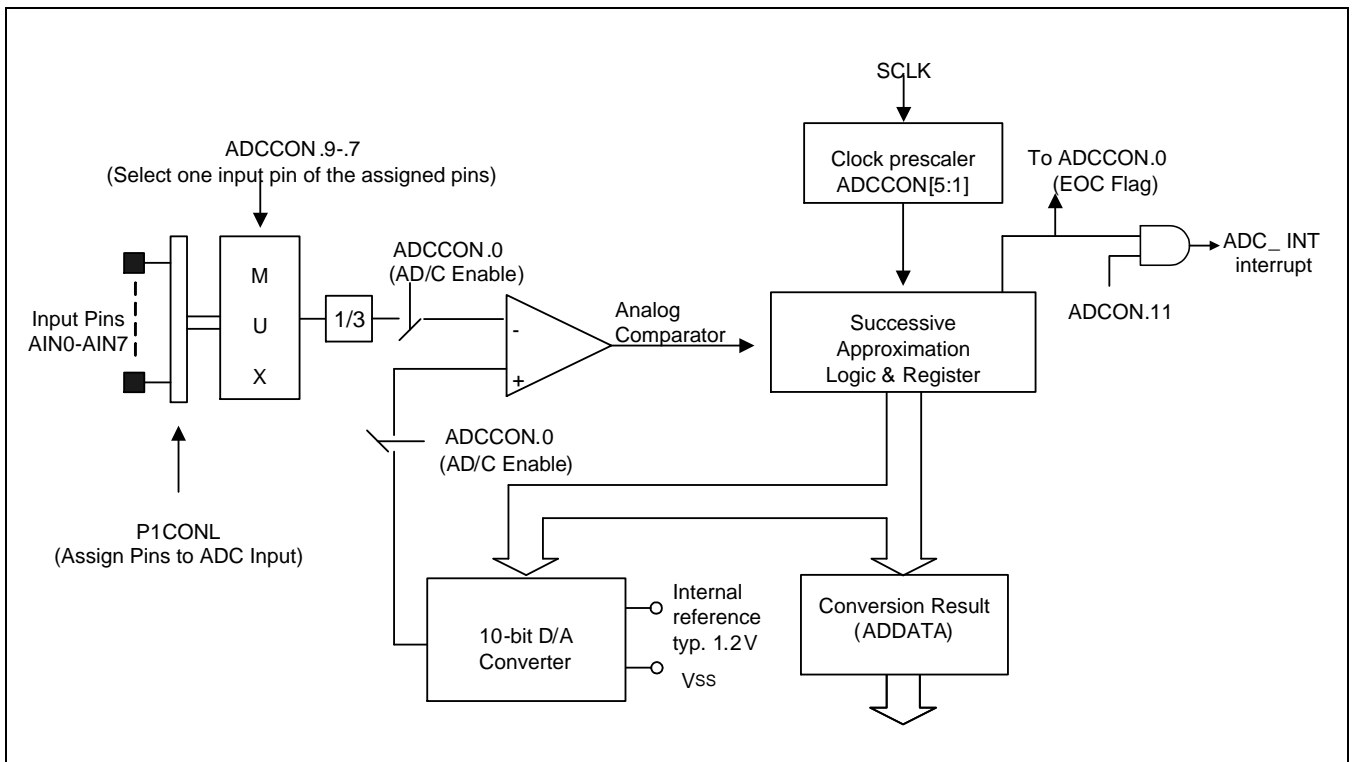 SCLK
ADCCON.9-.7
(Select one input pin of the assigned pins)
Clock prescaler
ADCCON[5:1]
To ADCCON.0
(EOC Flag)
ADC_ INT
interrupt
ADCON.11
ADCCON.0
(AD/C Enable)
M
U
X
1/3
Input Pins
AIN0-AIN7
-
+
Analog
Comparator
Successive
Approximation
Logic & Register
ADCCON.0
(AD/C Enable)
P1CONL
(Assign Pins to ADC Input)
10-bit D/A
Converter
Internal
reference
typ. 1.2V
VSS
Conversion Result
(ADDATA)